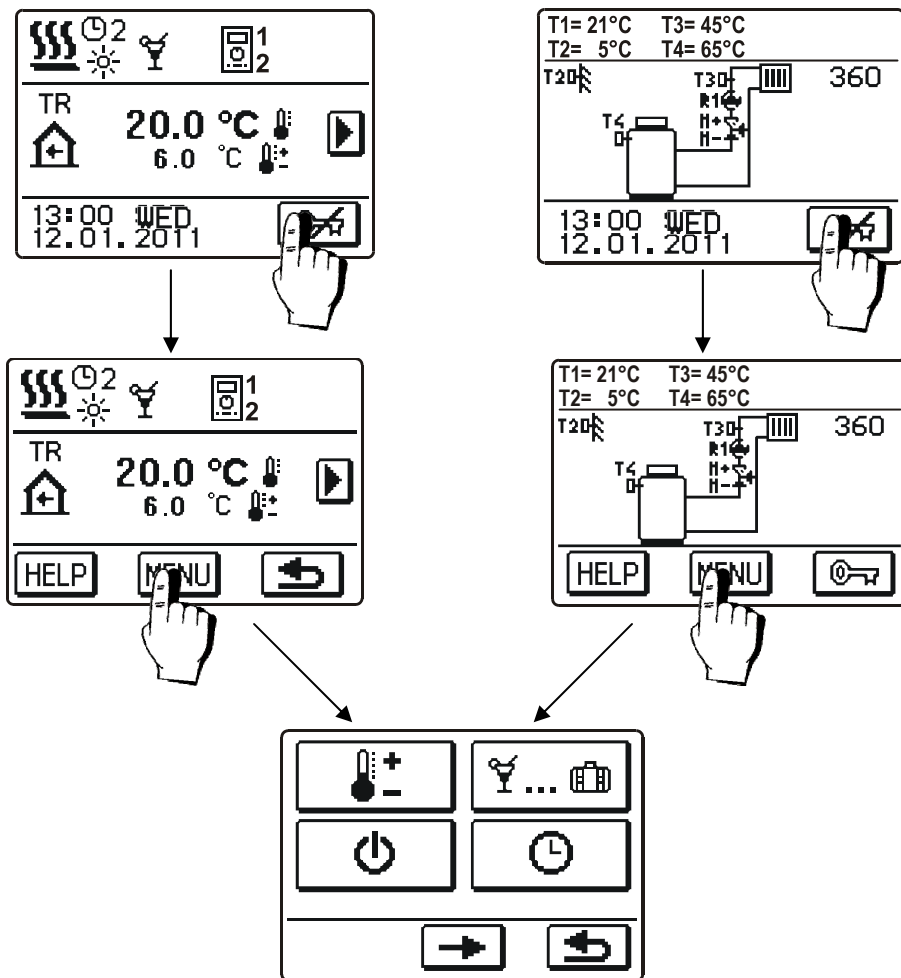 2
1
2
TR
20.0 °C
6.0 °C
13:00 WED
12.01.2011
T1= 21°C T3= 45°C
T2= 5°C T4= 65°C
T2 T3 360
R1
T4 M+
M-
13:00 WED
12.01.2011
2
1
2
TR
20.0 °C
6.0 °C
HELP MENU
T1= 21°C T3= 45°C
T2= 5°C T4= 65°C
T2 T3 360
R1
T4 M+
M-
HELP MENU
...